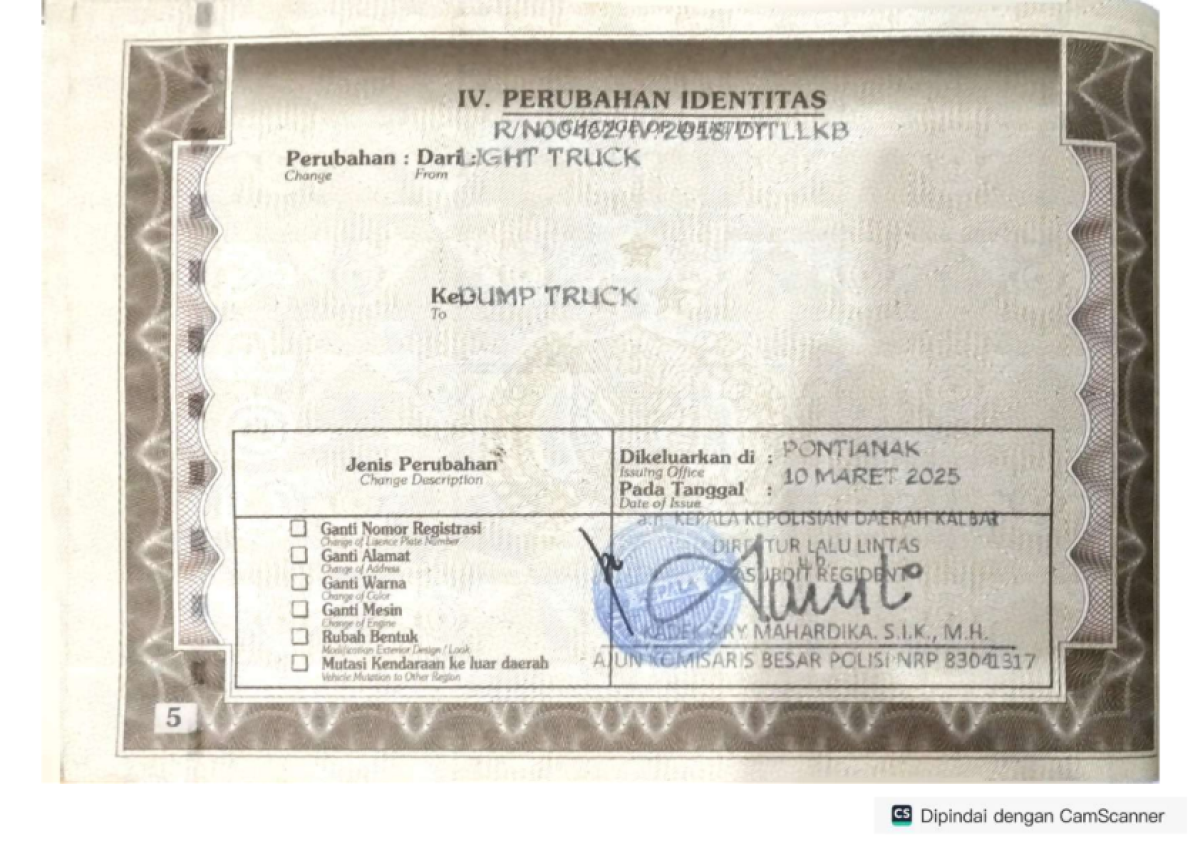 IV. PERUBAHAN IDENTITAS
CHANGE OF IDENTITY
Perubahan : Dari : LIGHT TRUCK
Change From
Ke DUMP TRUCK
To
Jenis Perubahan
Change Description
Dikeluarkan di : PONTIANAK
Issuing Office
Pada Tanggal : 10 MARET 2025
Date of Issue
a.n. KEPALA KEPOLISIAN DAERAH KALBAR
DIREKTUR LALU LINTAS
u.b.
KASUBDIT REGIDENT
KADEK ARY MAHARDIKA. S.I.K., M.H.
AJUN KOMISARIS BESAR POLISI NRP 83041317
Ganti Nomor Registrasi
Change of Licence Plate Number
Ganti Alamat
Change of Address
Ganti Warna
Change of Color
Ganti Mesin
Change of Engine
Rubah Bentuk
Modification Exterior Design / Look
Mutasi Kendaraan ke luar daerah
Vehicle Mutation to Other Region
5
CS Dipindai dengan CamScanner